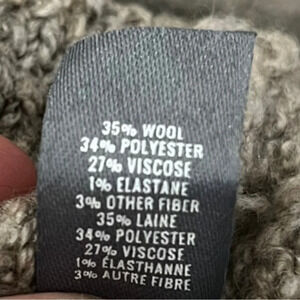 35% WOOL
34% POLYESTER
27% VISCOSE
1% ELASTANE
3% OTHER FIBER
35% LAINE
34% POLYESTER
27% VISCOSE
1% ÉLASTHANNE
3% AUTRE FIBRE